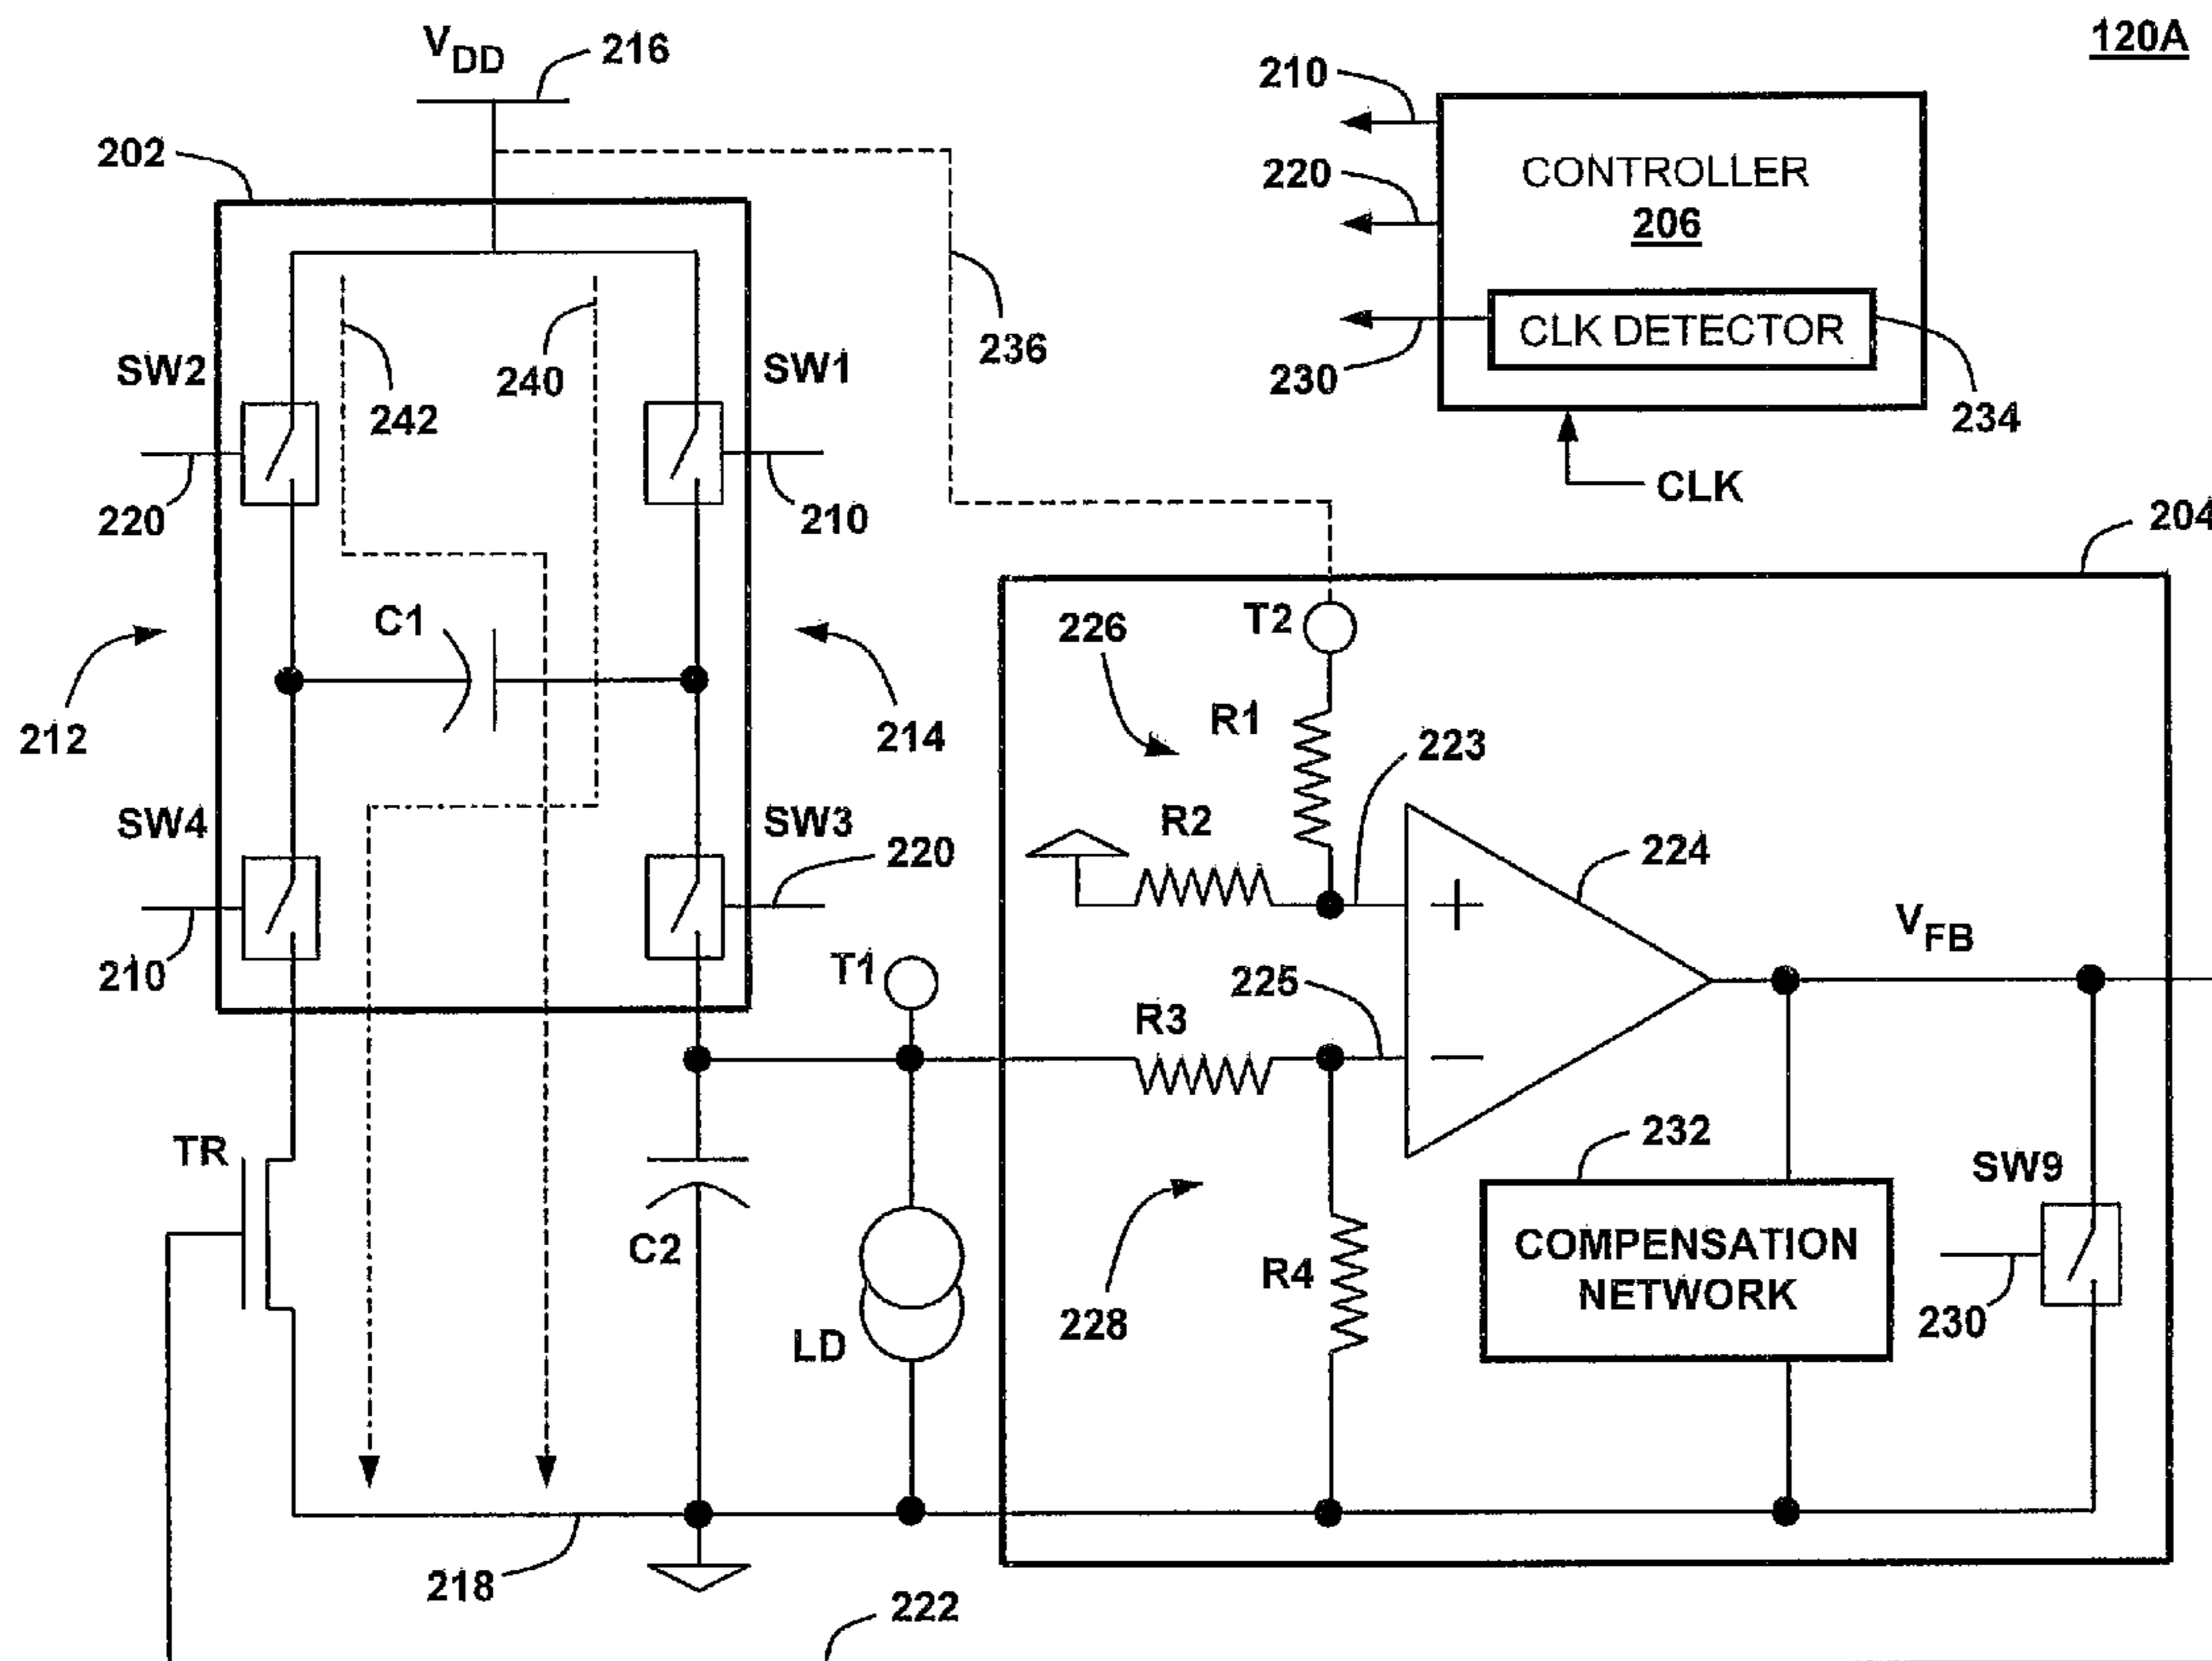 120A
VDD
216
202
210
220
230
CONTROLLER
206
CLK DETECTOR
234
CLK
236
SW2
242
240
SW1
220
210
204
212
C1
214
226
T2
R1
223
R2
SW4
SW3
220
224
210
T1
225
VFB
R3
TR
C2
LD
228
R4
232
COMPENSATION
NETWORK
SW9
230
218
222
+
−